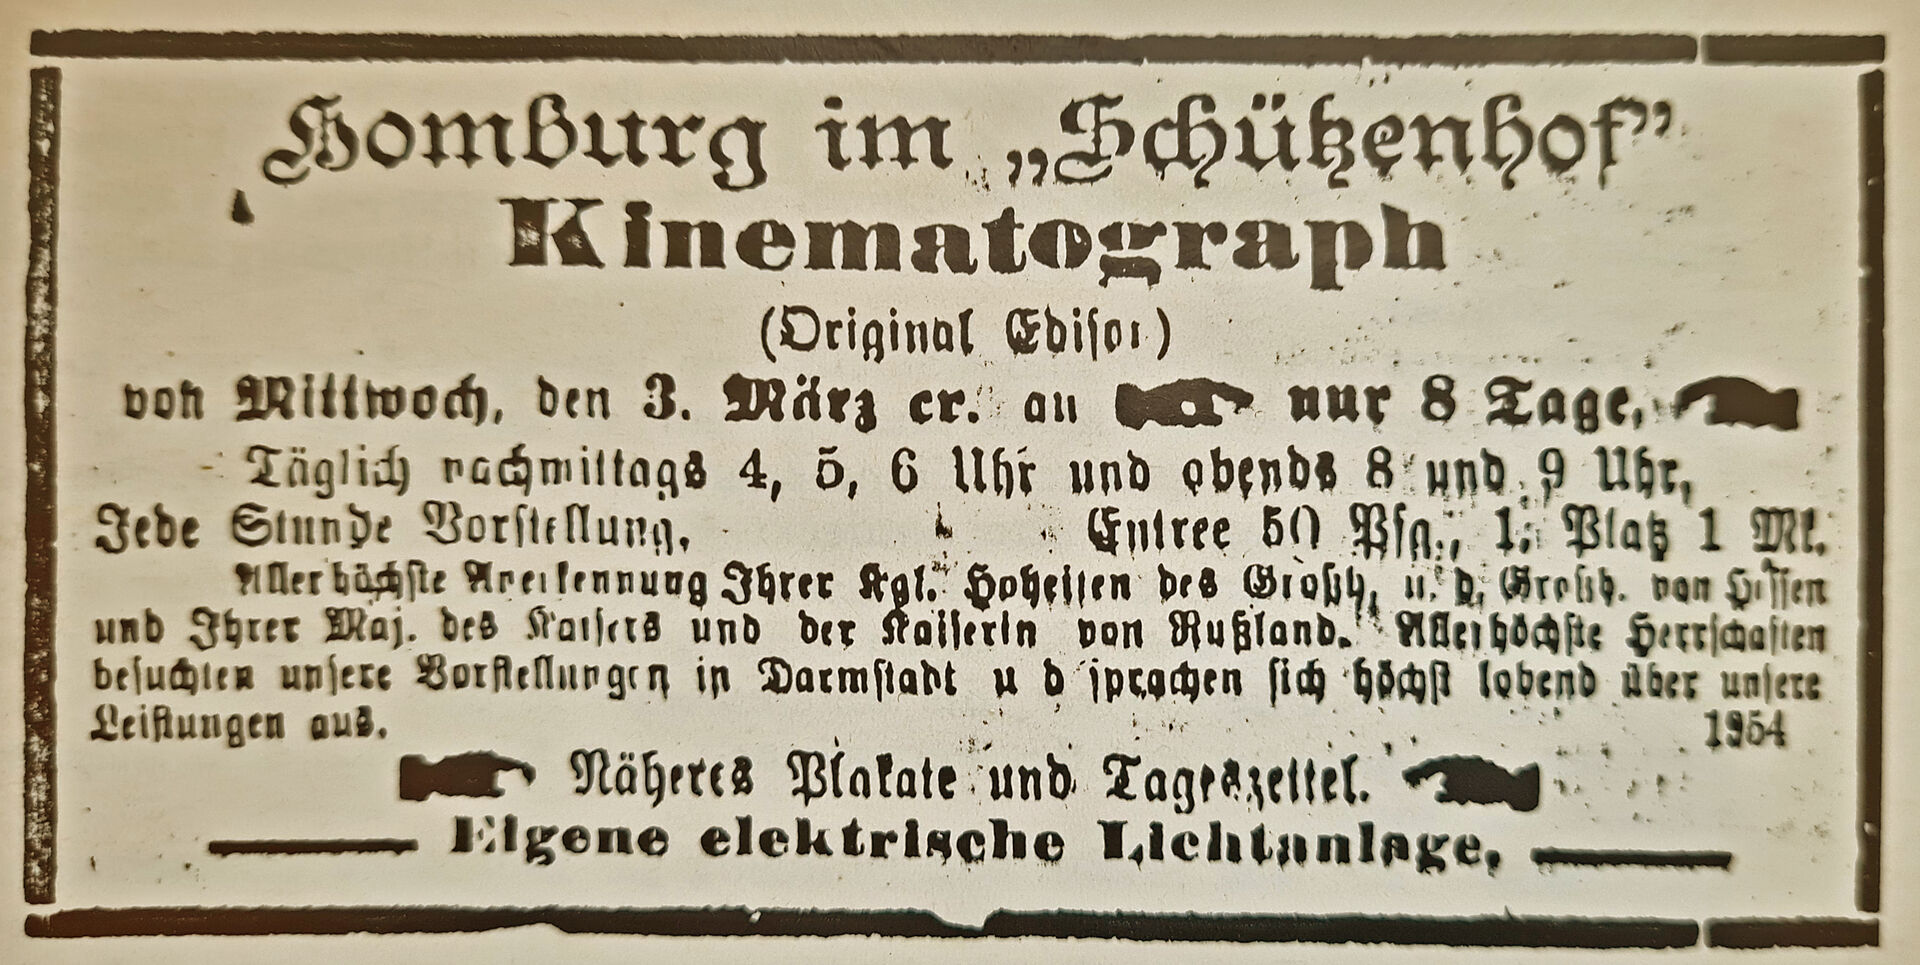 Homburg im „Schützenhof”
Kinematograph
(Original Edison)
von Mittwoch, den 3. März cr. an nur 8 Tage,
Täglich nachmittags 4, 5, 6 Uhr und abends 8 und 9 Uhr,
Jede Stunde Vorstellung. Entree 50 Pfg., 1. Platz 1 Mk.
Allerhöchste Anerkennung Ihrer Kgl. Hoheiten des Großh. u. d. Großh. von Hessen
und Ihrer Maj. des Kaisers und der Kaiserin von Rußland. Allerhöchste Herrschaften
besuchten unsere Vorstellungen in Darmstadt u d sprachen sich höchst lobend über unsere
Leistungen aus. 1954
Näheres Plakate und Tageszettel.
Eigene elektrische Lichtanlage.